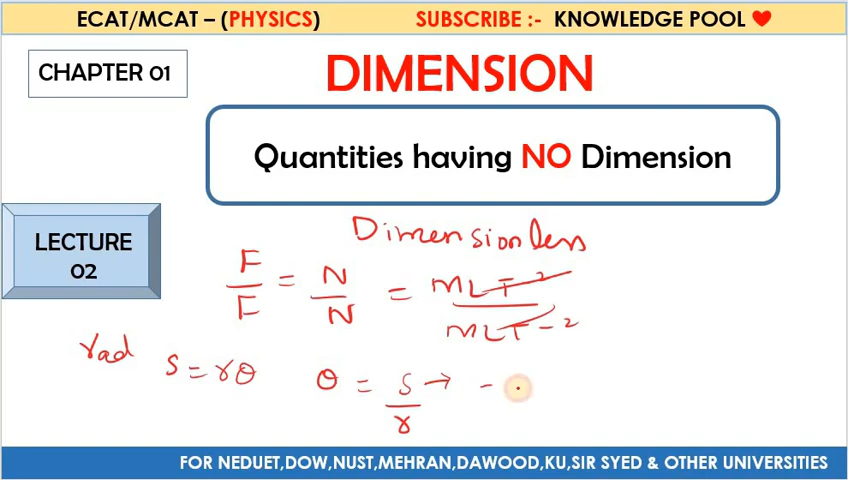 ECAT/MCAT – (PHYSICS) SUBSCRIBE :- KNOWLEDGE POOL ❤
CHAPTER 01
DIMENSION
Quantities having NO Dimension
LECTURE
02
Dimensionless
F/F = N/N = MLT⁻²/MLT⁻²
rad S = rθ θ = S/r → -
FOR NEDUET,DOW,NUST,MEHRAN,DAWOOD,KU,SIR SYED & OTHER UNIVERSITIES